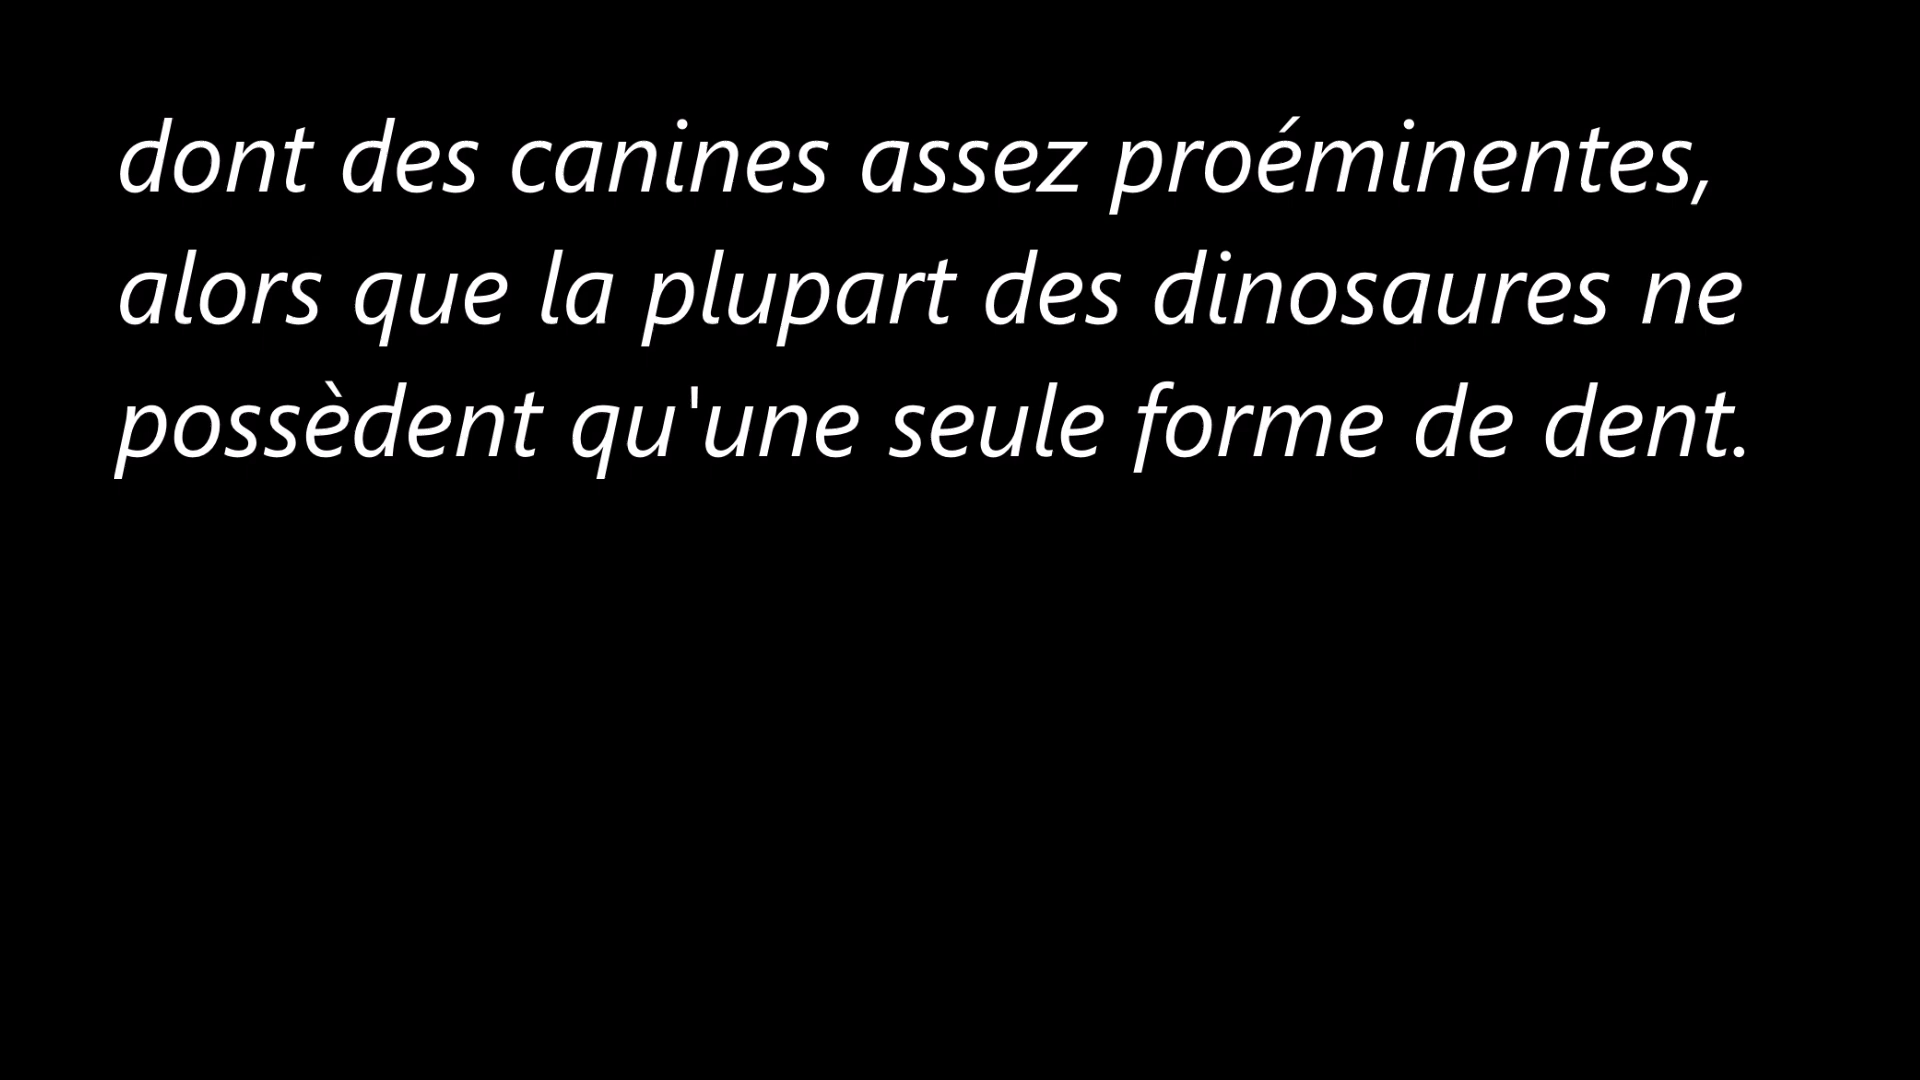 dont des canines assez proéminentes,
alors que la plupart des dinosaures ne
possèdent qu'une seule forme de dent.